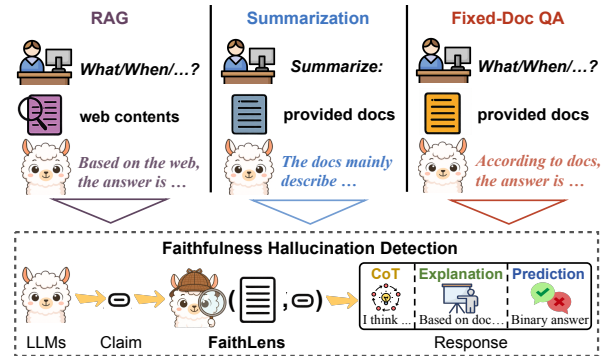 RAG
What/When/…?
web contents
Based on the web,
the answer is …
Summarization
Summarize:
provided docs
The docs mainly
describe …
Fixed-Doc QA
What/When/…?
provided docs
According to docs,
the answer is …
Faithfulness Hallucination Detection
( , )
CoT Explanation Prediction
I think ... Based on doc… Binary answer
LLMs Claim FaithLens Response